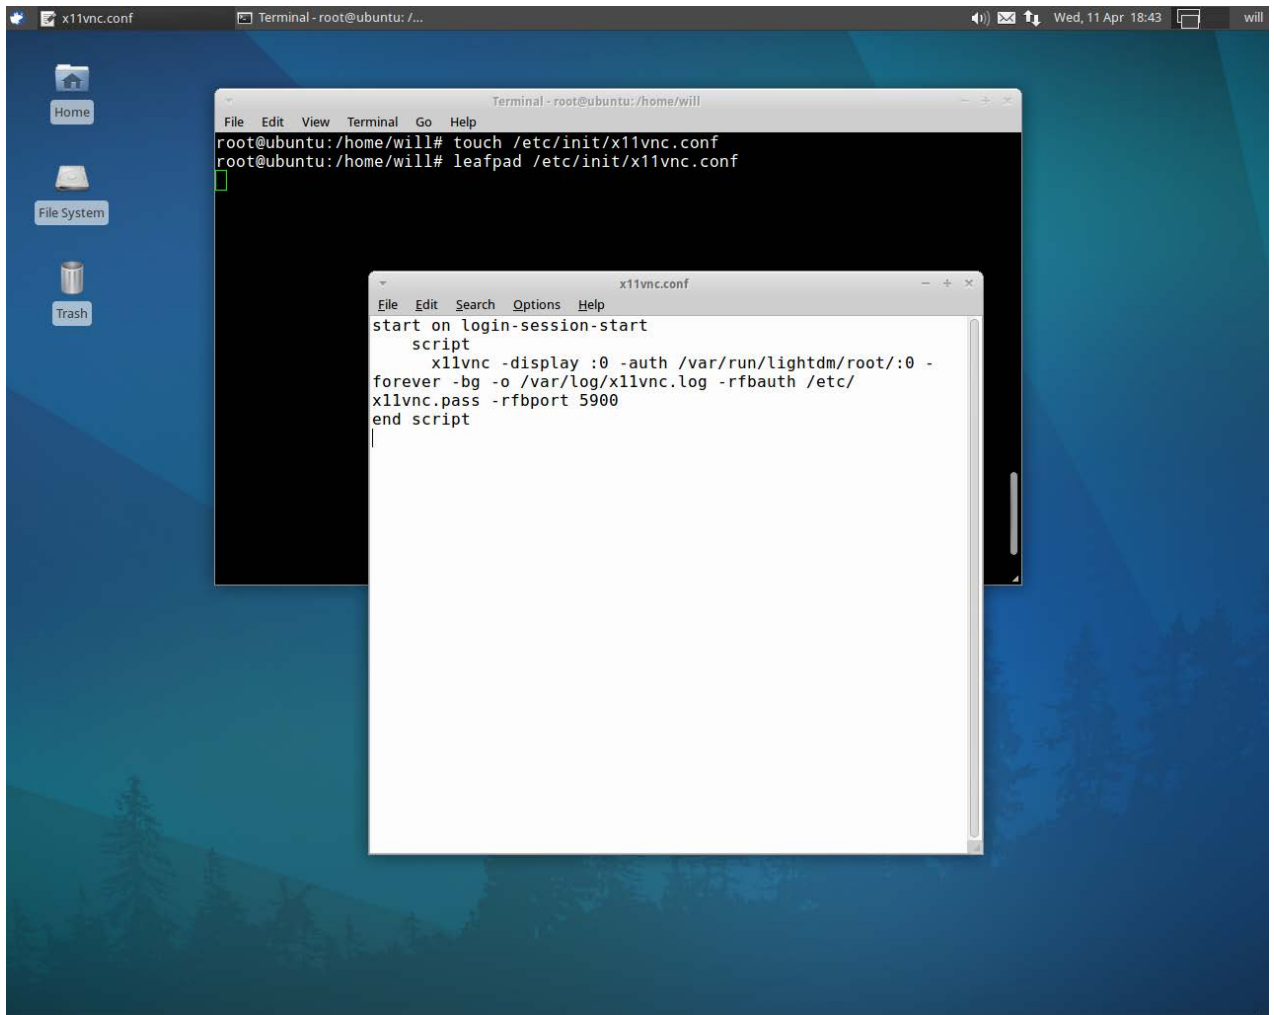 x11vnc.conf
Terminal - root@ubuntu: /...
Wed, 11 Apr 18:43
will
Home
File System
Trash
Terminal - root@ubuntu: /home/will
File Edit View Terminal Go Help
root@ubuntu:/home/will# touch /etc/init/x11vnc.conf
root@ubuntu:/home/will# leafpad /etc/init/x11vnc.conf
x11vnc.conf
File Edit Search Options Help
start on login-session-start
script
x11vnc -display :0 -auth /var/run/lightdm/root/:0 -
forever -bg -o /var/log/x11vnc.log -rfbauth /etc/
x11vnc.pass -rfbport 5900
end script